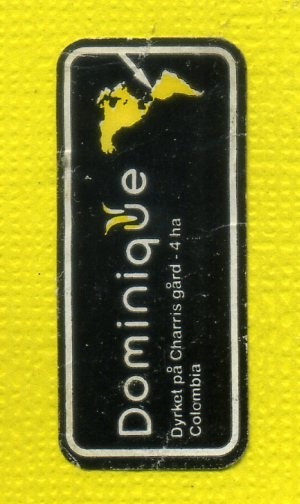 Dominique
Dyrket på Charris gård - 4 ha
Colombia